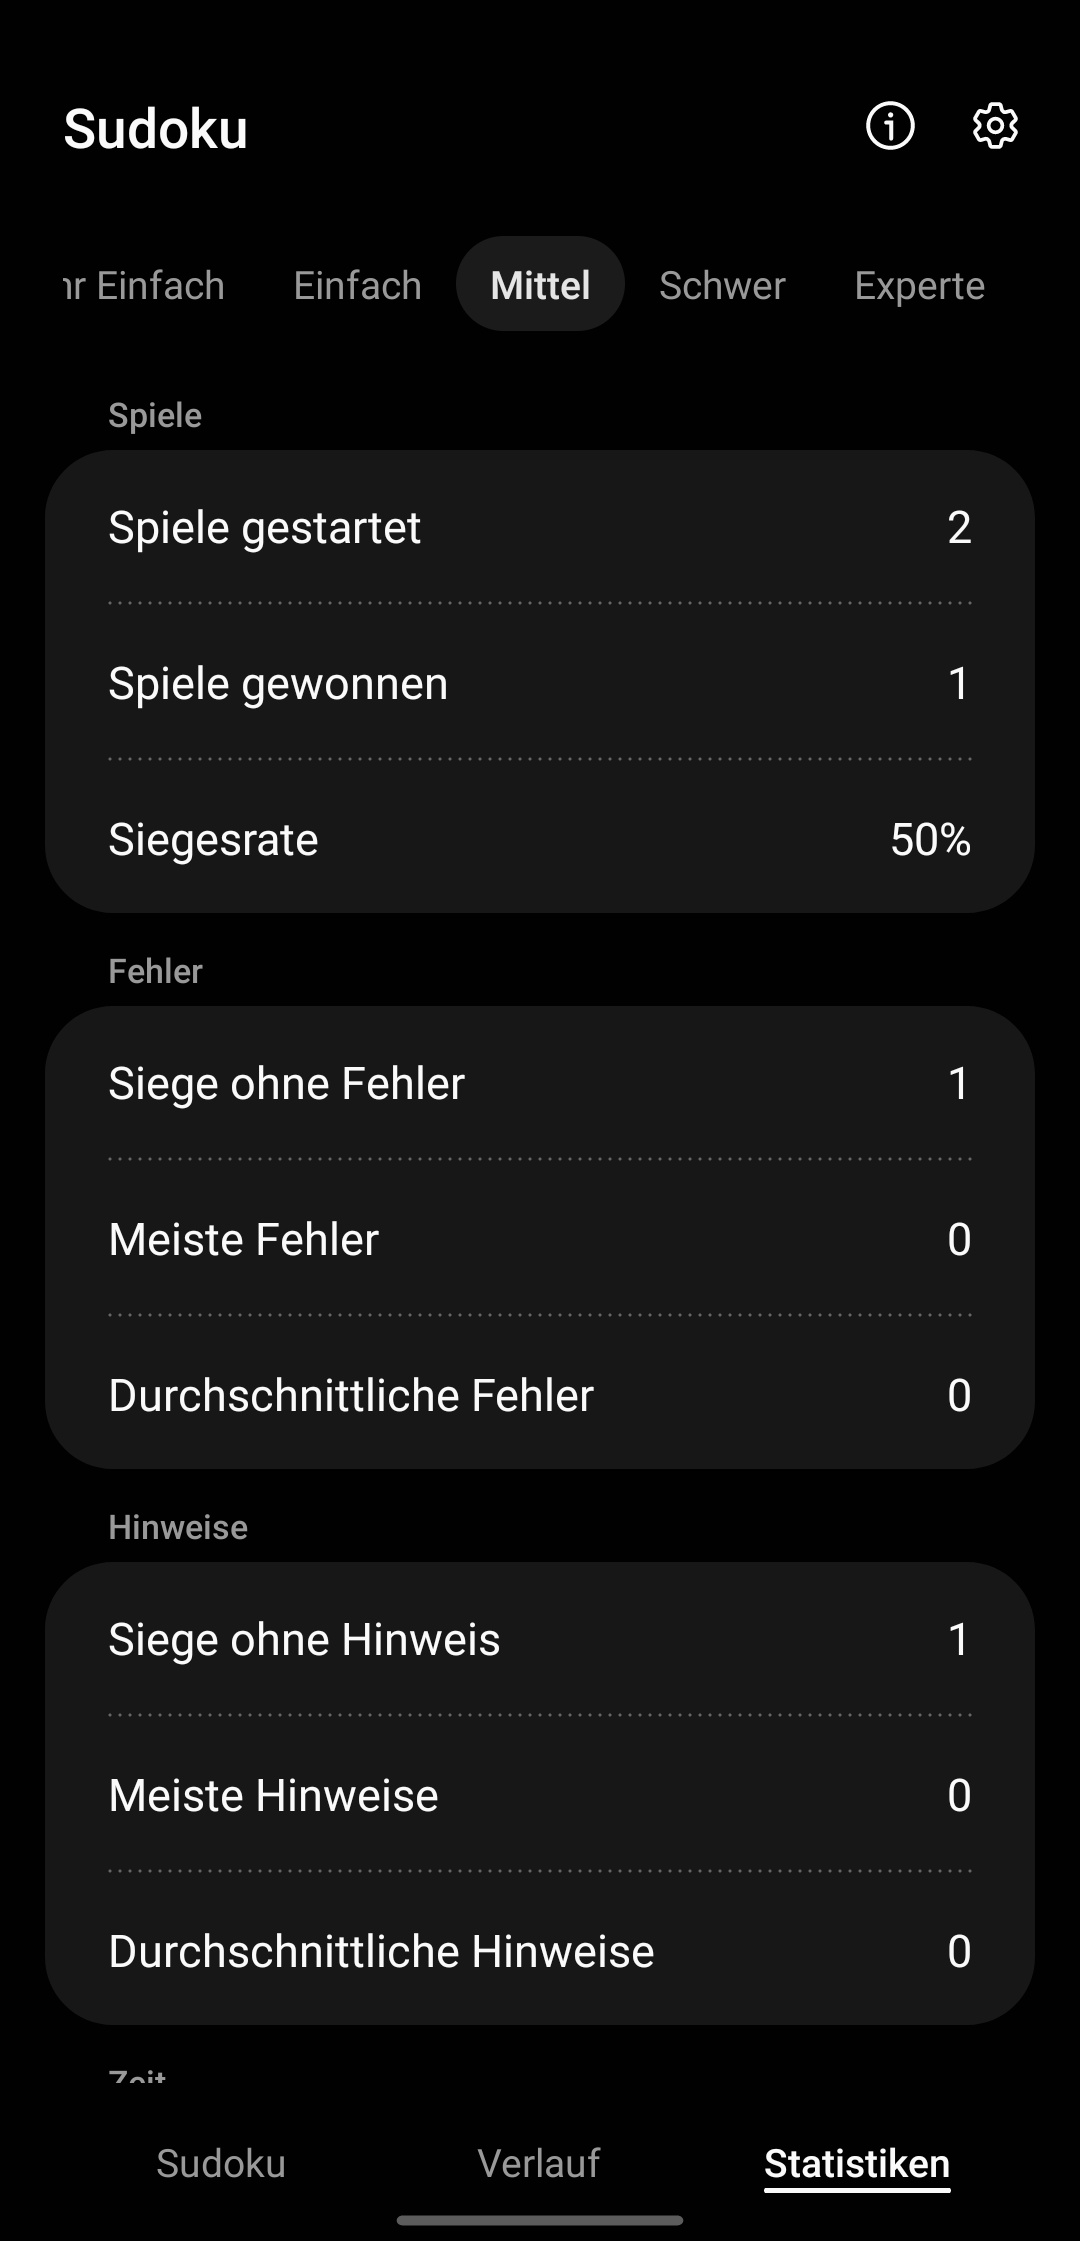 Sudoku
hr Einfach Einfach Mittel Schwer Experte
Spiele
Spiele gestartet 2
Spiele gewonnen 1
Siegesrate 50%
Fehler
Siege ohne Fehler 1
Meiste Fehler 0
Durchschnittliche Fehler 0
Hinweise
Siege ohne Hinweis 1
Meiste Hinweise 0
Durchschnittliche Hinweise 0
Zeit
Sudoku Verlauf Statistiken